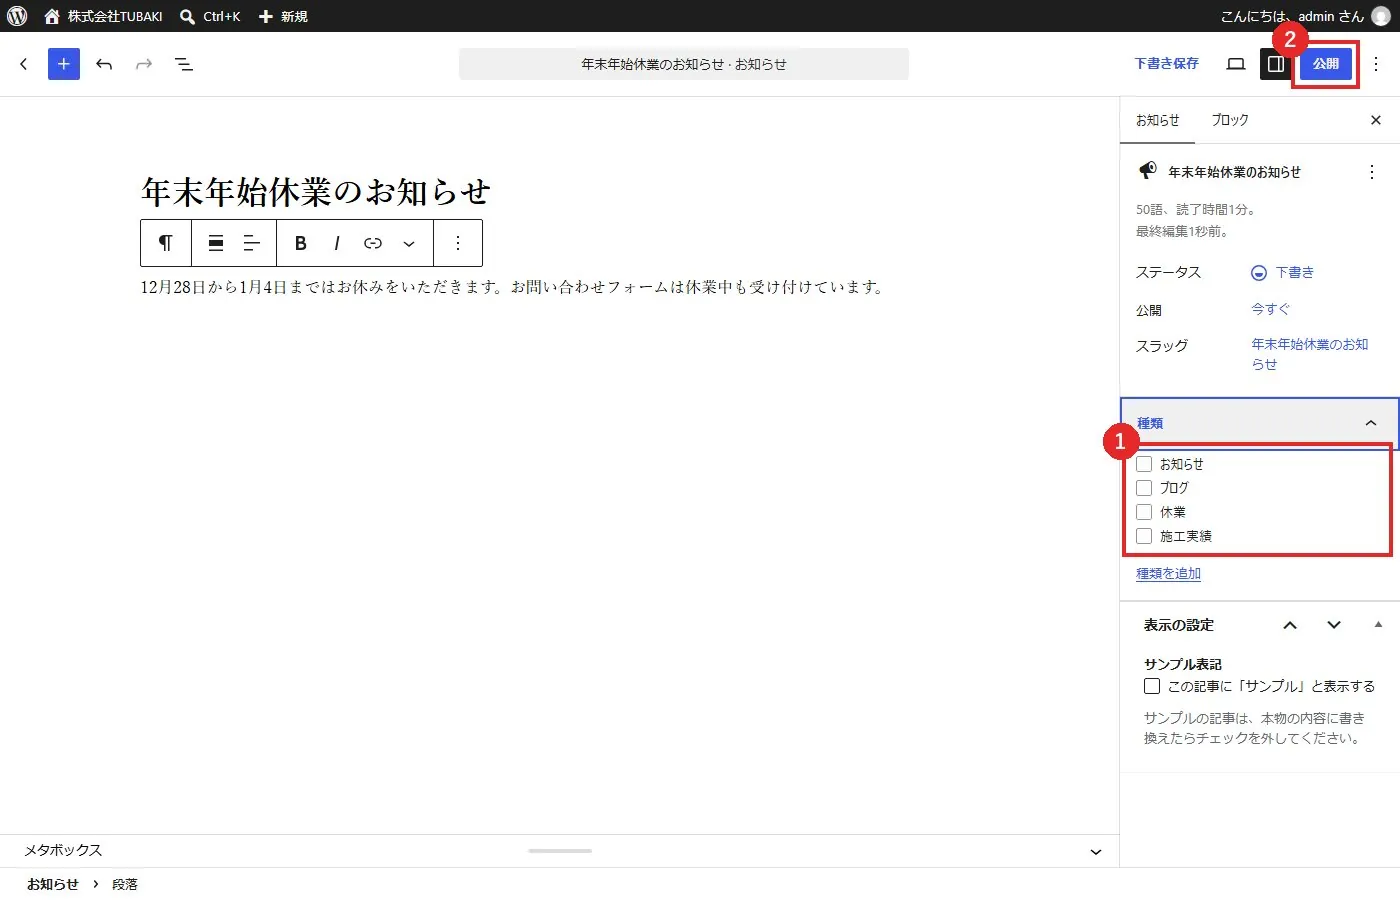 株式会社TUBAKI Ctrl+K 新規 こんにちは、admin さん
年末年始休業のお知らせ · お知らせ
下書き保存
2
公開
お知らせ ブロック
年末年始休業のお知らせ
12月28日から1月4日まではお休みをいただきます。お問い合わせフォームは休業中も受け付けています。
B I
年末年始休業のお知らせ
50語、読了時間1分。
最終編集1秒前。
ステータス 下書き
公開 今すぐ
スラッグ 年末年始休業のお知
らせ
種類
1
お知らせ
ブログ
休業
施工実績
種類を追加
表示の設定
サンプル表記
この記事に「サンプル」と表示する
サンプルの記事は、本物の内容に書き
換えたらチェックを外してください。
メタボックス
お知らせ › 段落